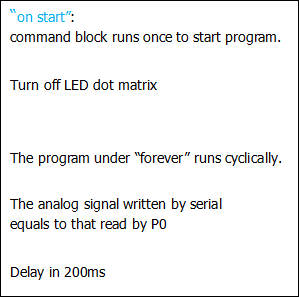 “on start”:
command block runs once to start program.
Turn off LED dot matrix
The program under “forever” runs cyclically.
The analog signal written by serial
equals to that read by P0
Delay in 200ms